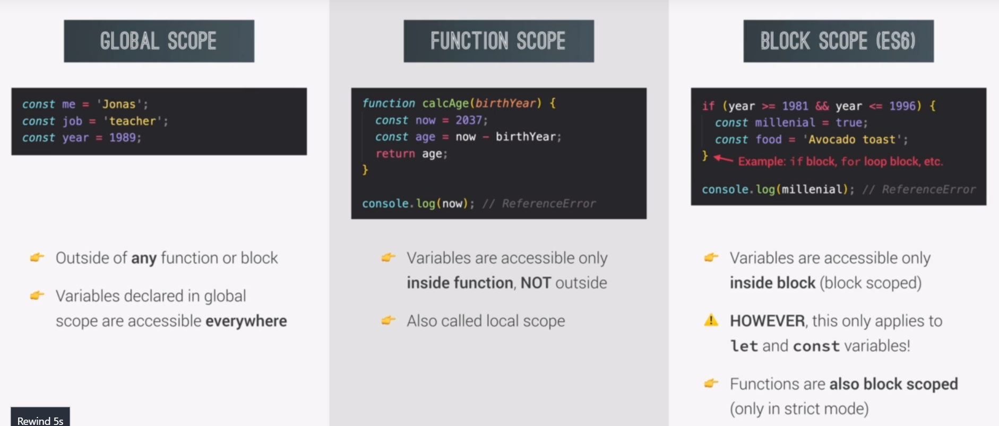 GLOBAL SCOPE
const me = 'Jonas';
const job = 'teacher';
const year = 1989;
Outside of any function or block
Variables declared in global
scope are accessible everywhere
FUNCTION SCOPE
function calcAge(birthYear) {
  const now = 2037;
  const age = now - birthYear;
  return age;
}
console.log(now); // ReferenceError
Variables are accessible only
inside function, NOT outside
Also called local scope
BLOCK SCOPE (ES6)
if (year >= 1981 && year <= 1996) {
  const millenial = true;
  const food = 'Avocado toast';
} Example: if block, for loop block, etc.
console.log(millenial); // ReferenceError
Variables are accessible only
inside block (block scoped)
HOWEVER, this only applies to
let and const variables!
Functions are also block scoped
(only in strict mode)
Rewind 5s